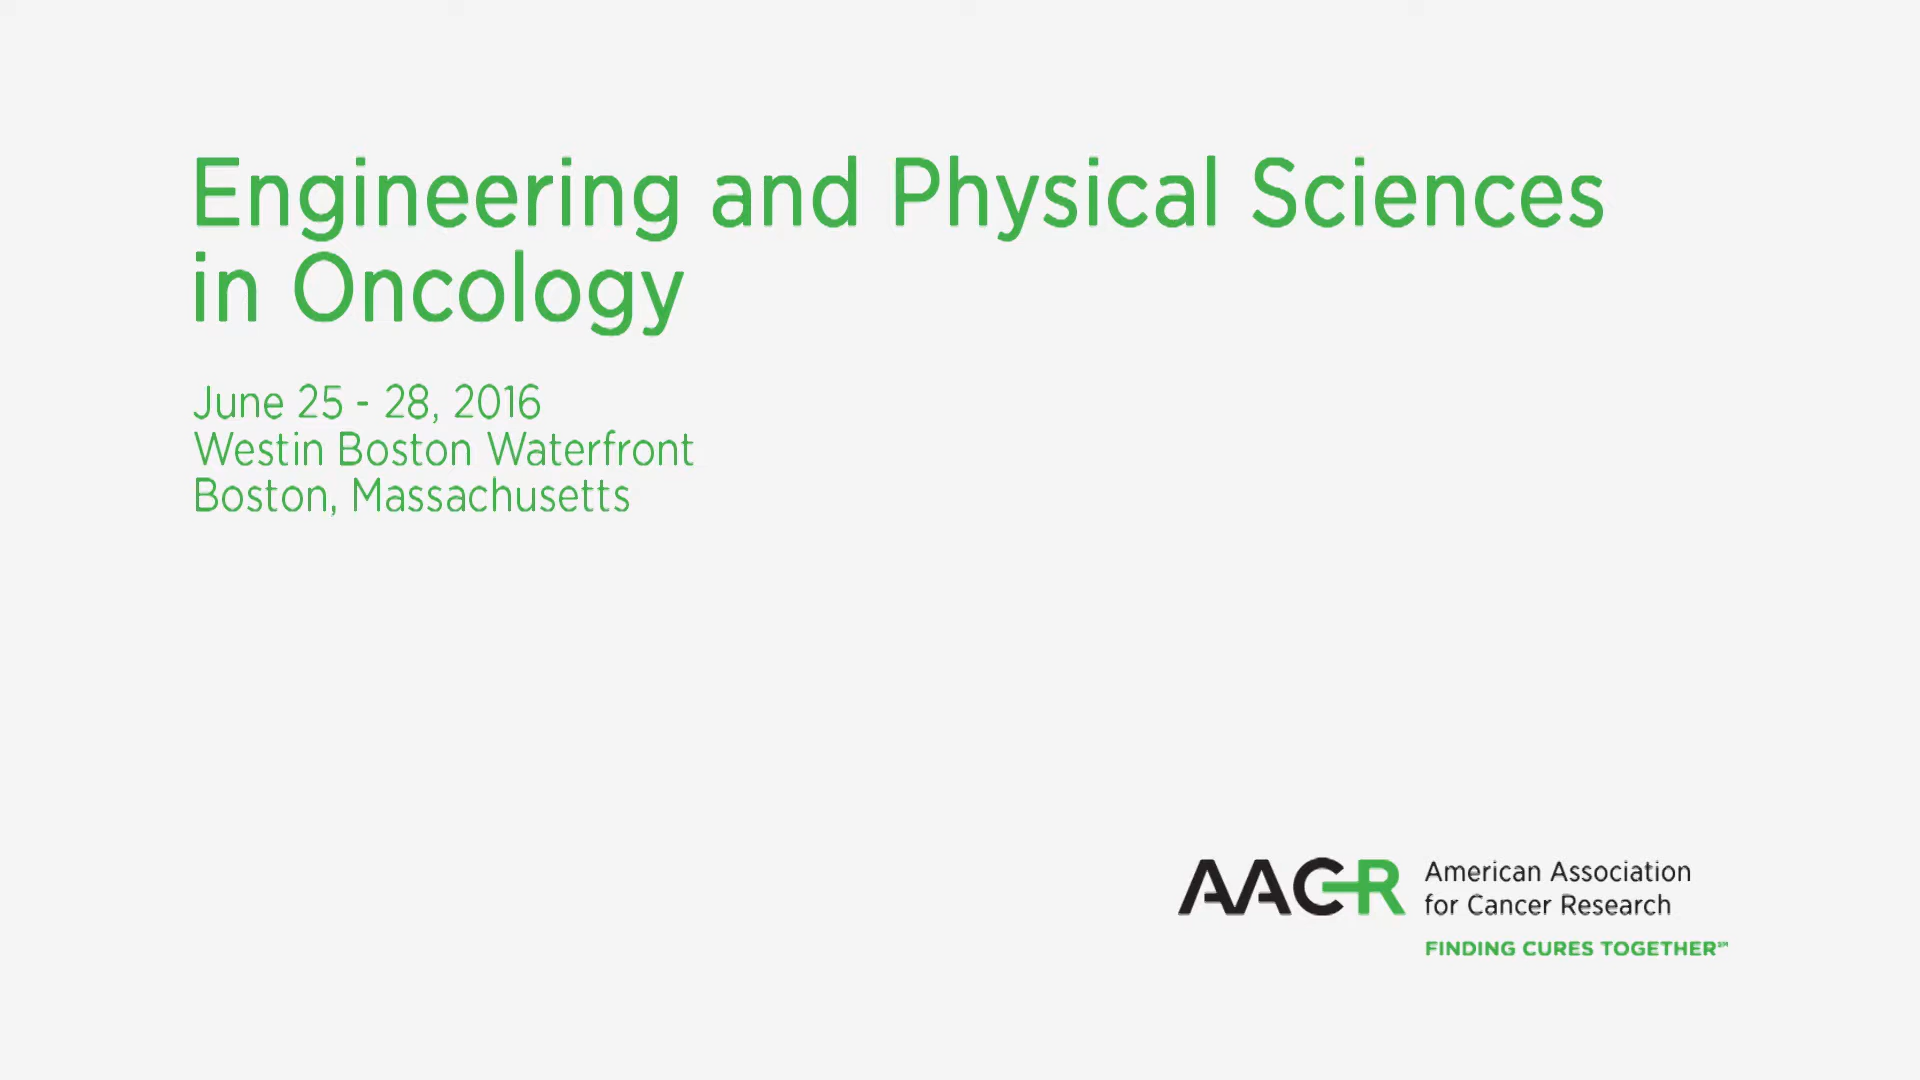 Engineering and Physical Sciences
in Oncology
June 25 - 28, 2016
Westin Boston Waterfront
Boston, Massachusetts
AACR
American Association
for Cancer Research
FINDING CURES TOGETHER℠